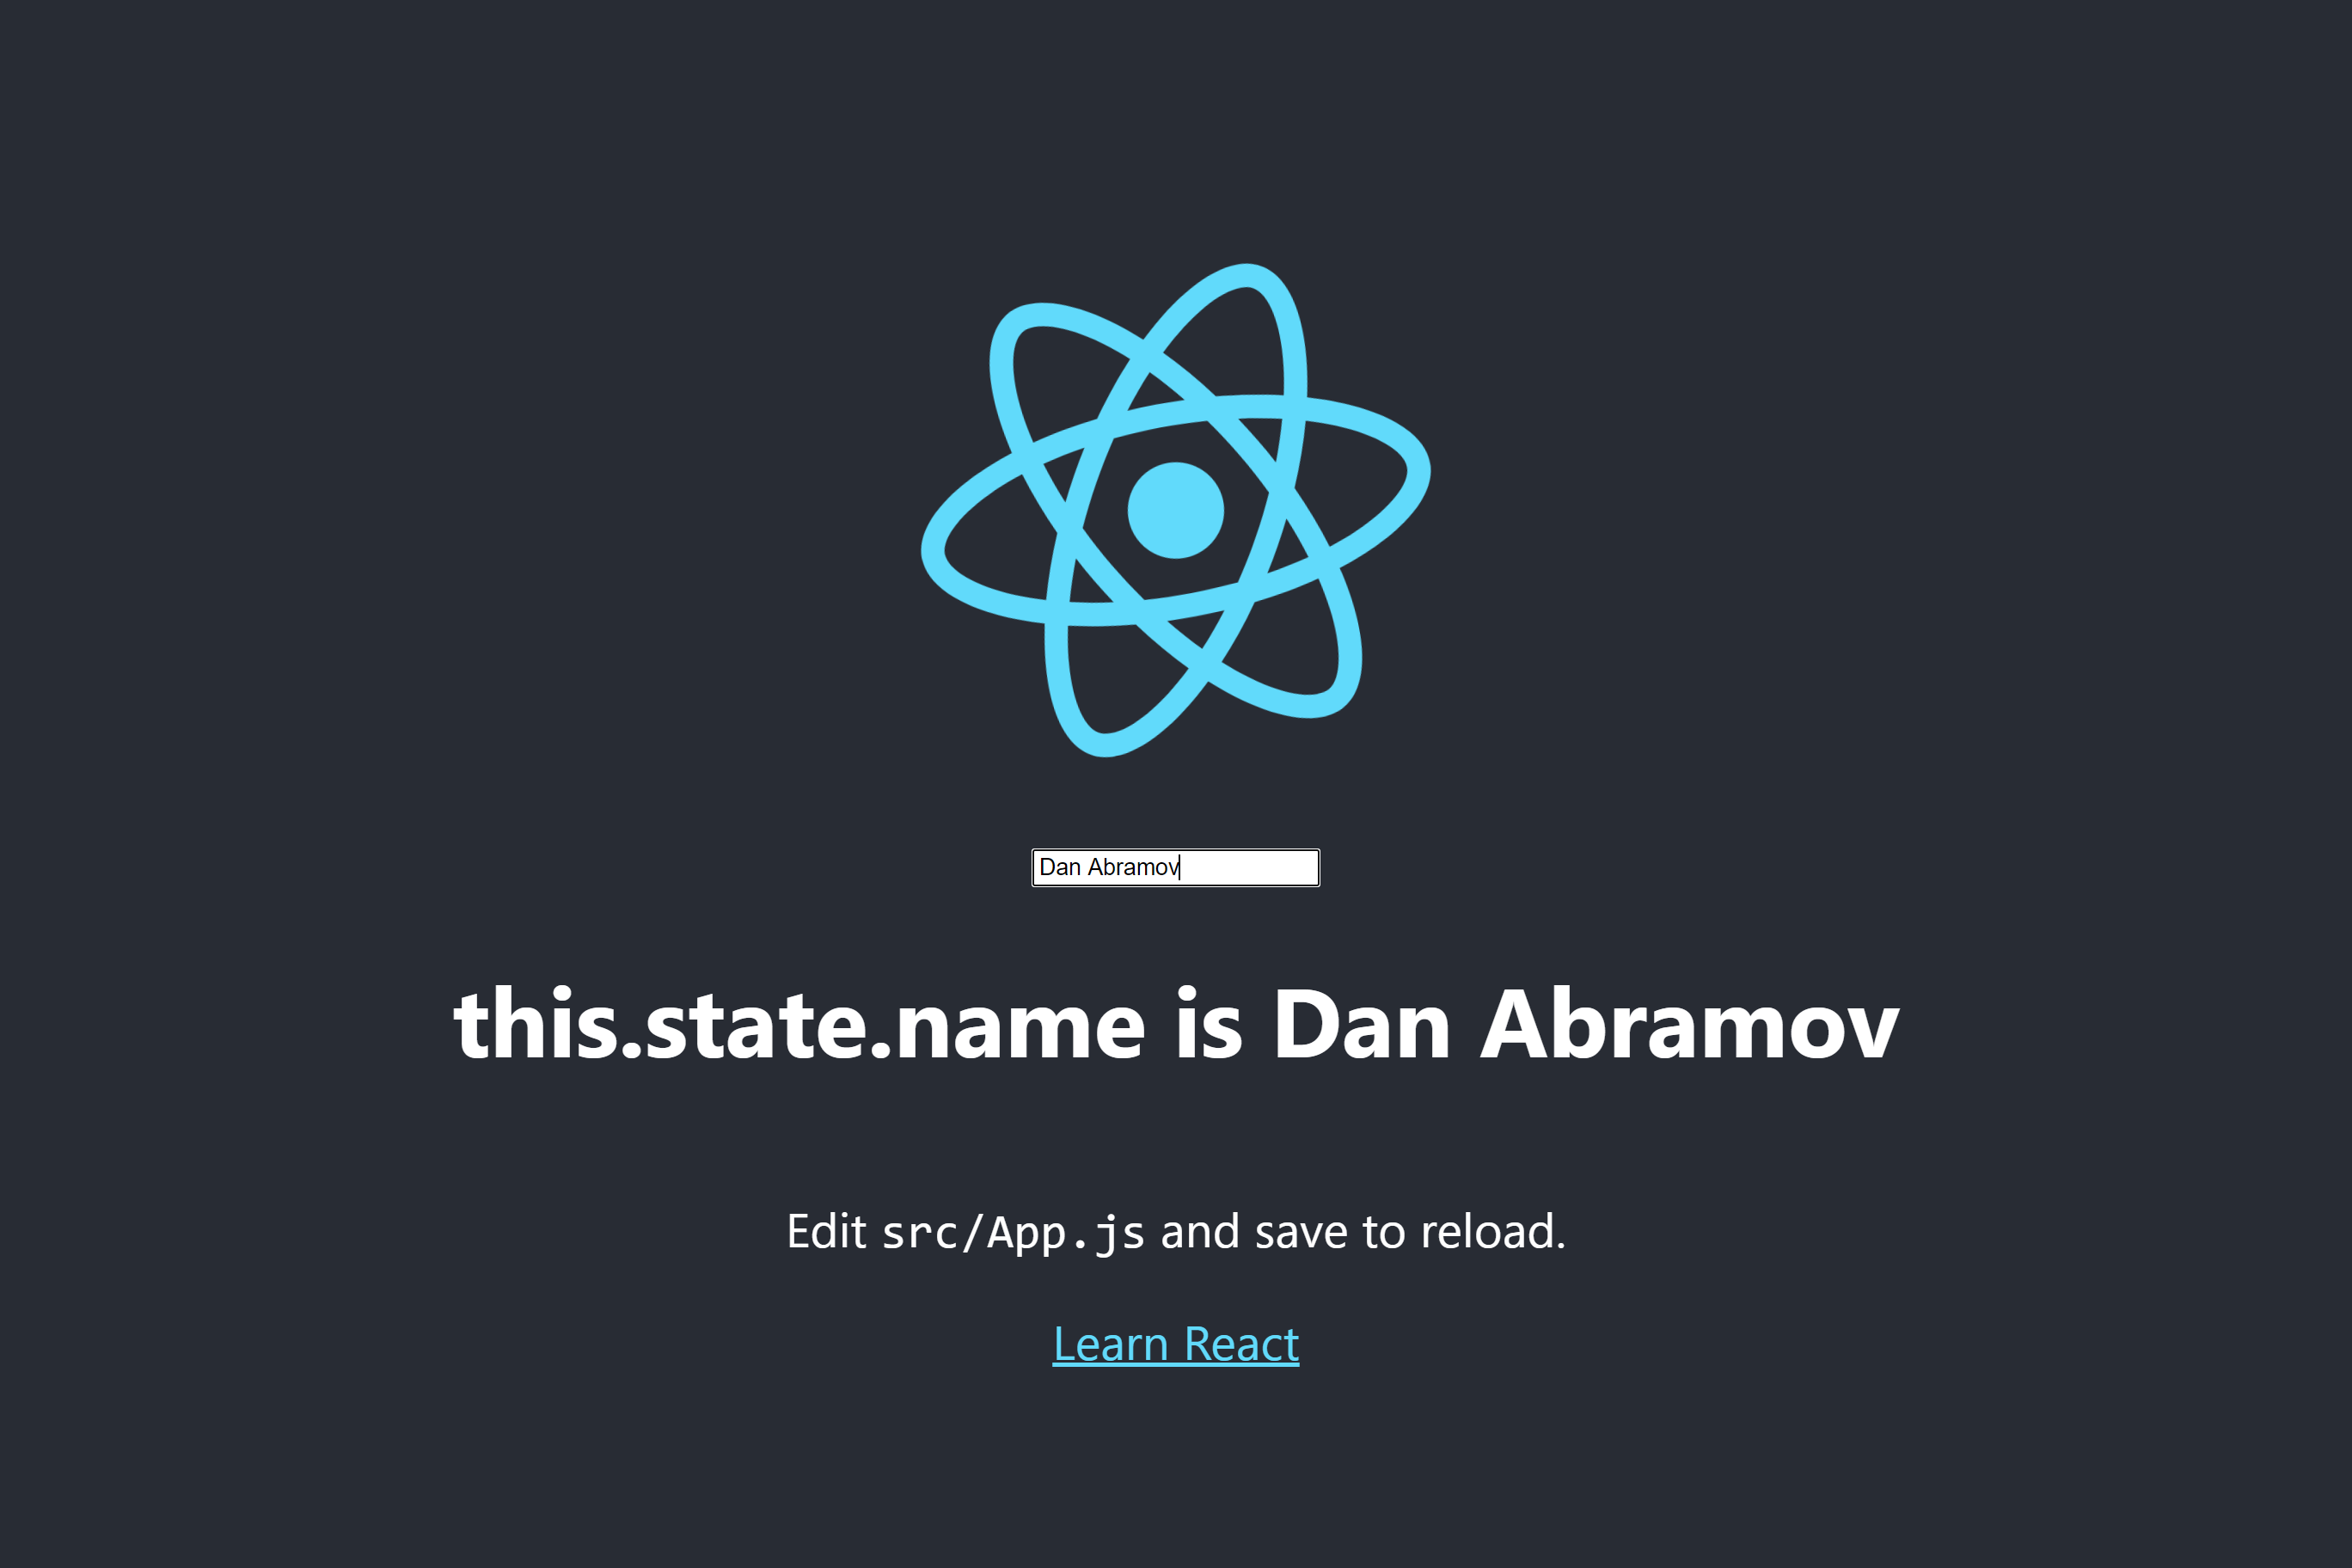 Dan Abramov
this.state.name is Dan Abramov
Edit src/App.js and save to reload.
Learn React